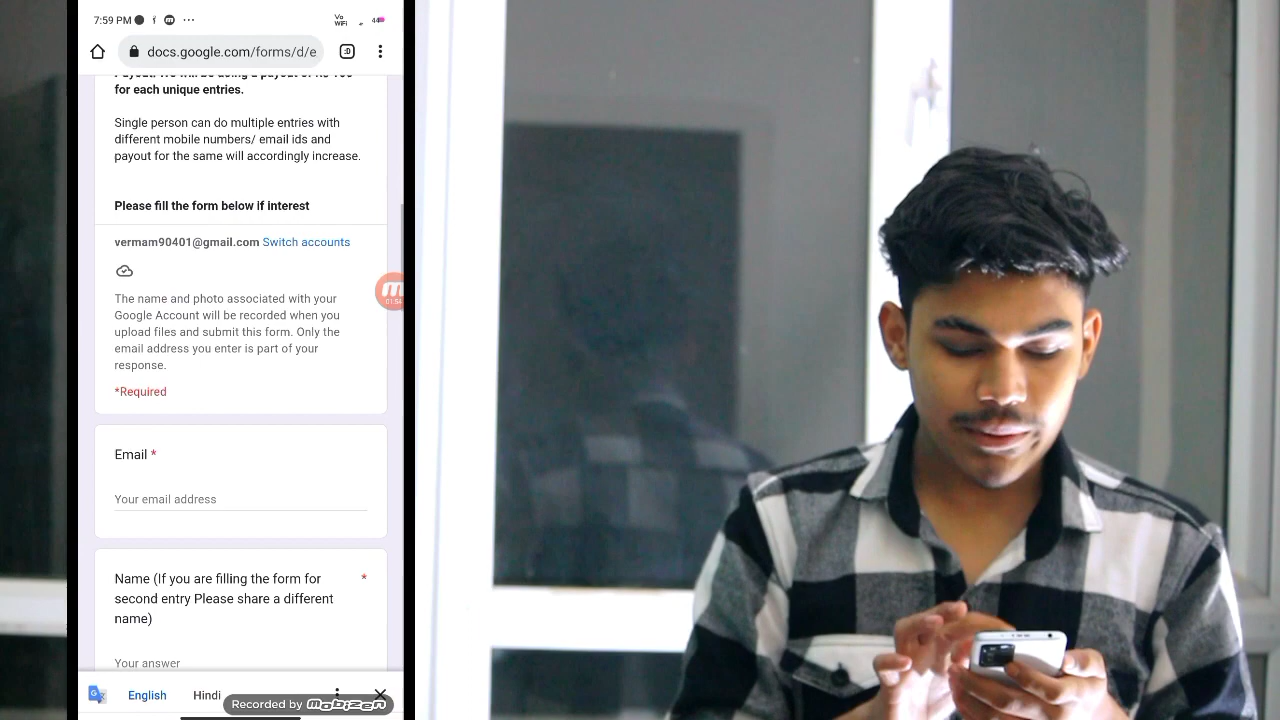 7:59 PM
Vo
WiFi
44
docs.google.com/forms/d/e
:D
for each unique entries.
Single person can do multiple entries with
different mobile numbers/ email ids and
payout for the same will accordingly increase.
Please fill the form below if interest
vermam90401@gmail.com Switch accounts
The name and photo associated with your
Google Account will be recorded when you
upload files and submit this form. Only the
email address you enter is part of your
response.
01:54
*Required
Email *
Your email address
Name (If you are filling the form for *
second entry Please share a different
name)
Your answer
English Hindi
Recorded by mobizen